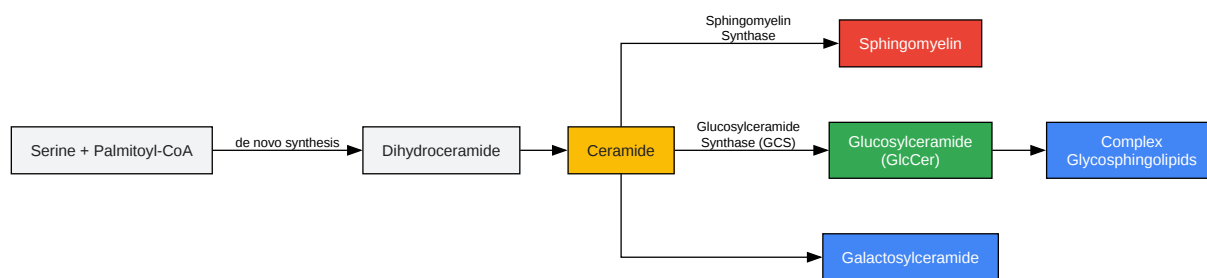 Sphingomyelin
Synthase
Sphingomyelin
Serine + Palmitoyl-CoA
de novo synthesis
Dihydroceramide
Ceramide
Glucosylceramide
Synthase (GCS)
Glucosylceramide
(GlcCer)
Complex
Glycosphingolipids
Galactosylceramide